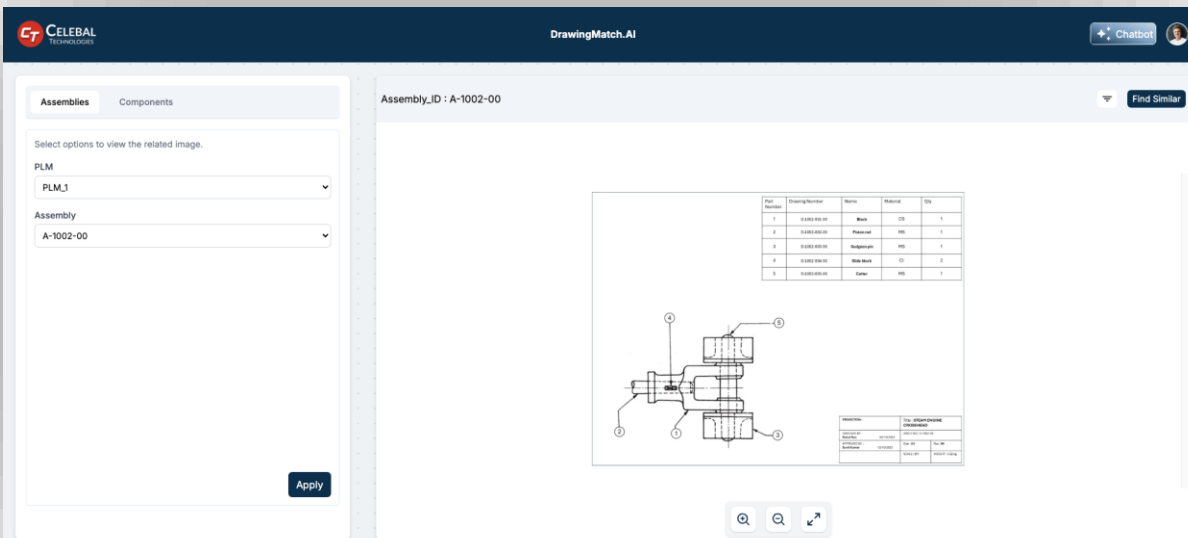 CT CELEBAL
TECHNOLOGIES
DrawingMatch.AI
Chatbot
Assemblies Components
Select options to view the related image.
PLM
PLM_1
Assembly
A-1002-00
Apply
Assembly_ID : A-1002-00
Find Similar
Part Number Drawing Number Name Material Qty
1 Block CS 1
2 Piston rod MS 1
3 Gudgeon pin MS 1
4 Slide block CI 2
5 Cotter MS 1
4
5
2
1
3
TITLE : STEAM ENGINE
CROSSHEAD